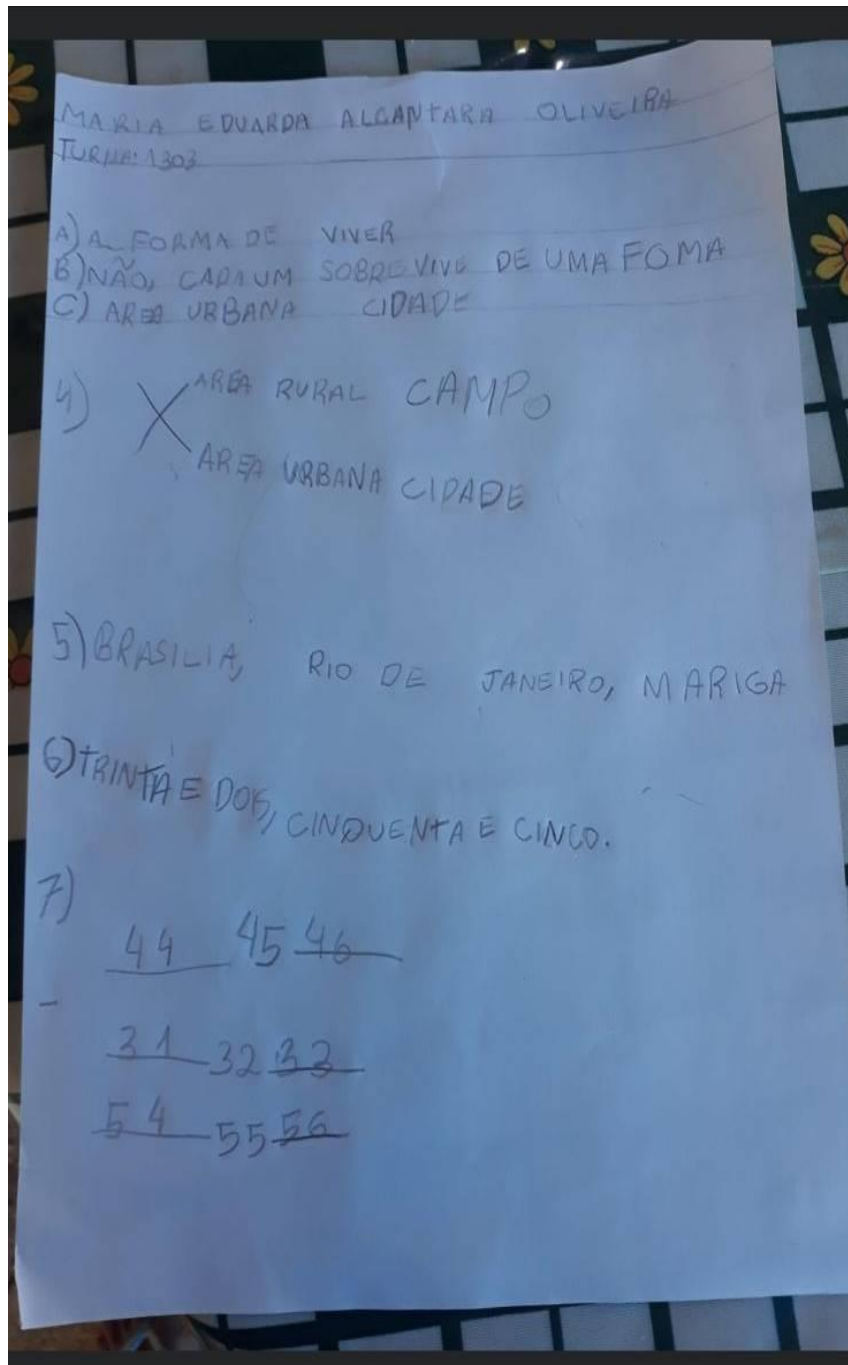 MARIA EDUARDA ALCANTARA OLIVEIRA
TURMA: 1303
A) A FORMA DE VIVER
B) NÃO, CADA UM SOBREVIVE DE UMA FOMA
C) AREA URBANA CIDADE
4) X AREA RURAL CAMPO
AREA URBANA CIDADE
5) BRASILIA, RIO DE JANEIRO, MARIGA
6) TRINTA E DOIS, CINQUENTA E CINCO.
7)
44 45 46
31 32 33
54 55 56